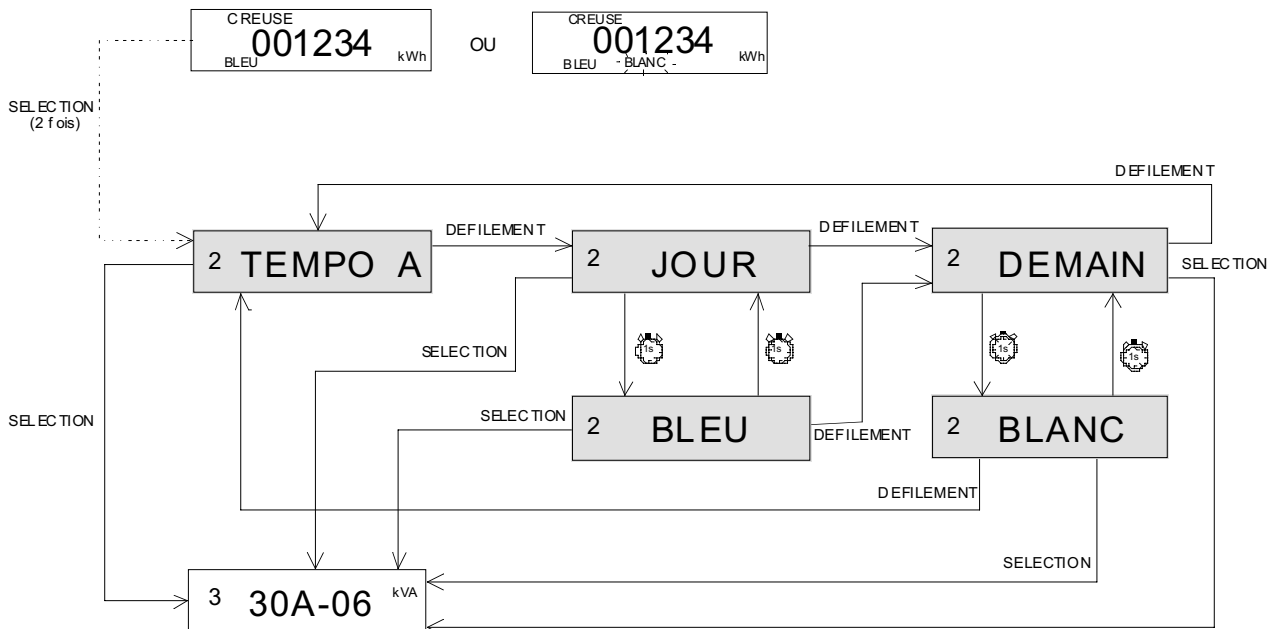 CREUSE
001234
BLEU
kWh
OU
CREUSE
001234
BLEU - BLANC -
kWh
SELECTION
(2 fois)
DEFILEMENT
2 TEMPO A
DEFILEMENT
2 JOUR
DEFILEMENT
2 DEMAIN
SELECTION
SELECTION
1s
1s
1s
1s
SELECTION
SELECTION
2 BLEU
DEFILEMENT
2 BLANC
DEFILEMENT
SELECTION
3 30A-06 kVA